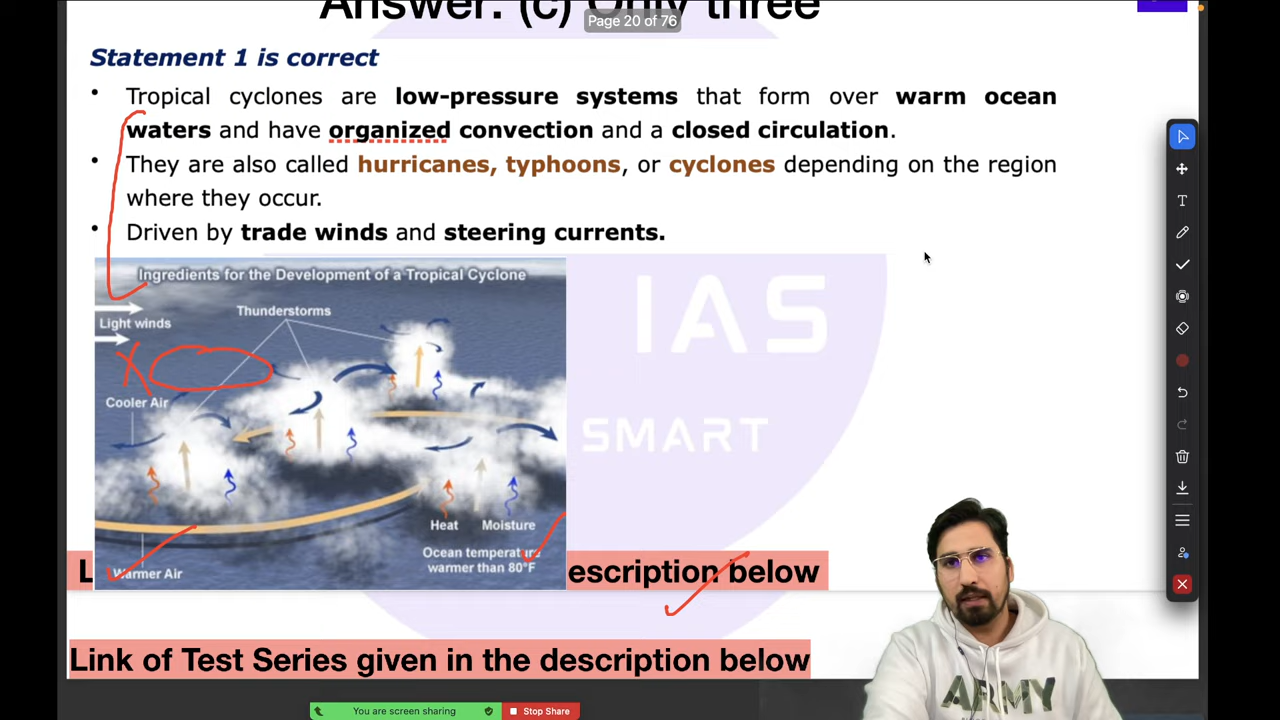 Answer: (c) Only three
Page 20 of 76
Statement 1 is correct
• Tropical cyclones are low-pressure systems that form over warm ocean
waters and have organized convection and a closed circulation.
• They are also called hurricanes, typhoons, or cyclones depending on the region
where they occur.
• Driven by trade winds and steering currents.
Ingredients for the Development of a Tropical Cyclone
Light winds
Thunderstorms
Cooler Air
Heat Moisture
Ocean temperature
warmer than 80°F
Warmer Air
IAS
SMART
L
escription below
Link of Test Series given in the description below
ARMY
T
You are screen sharing
Stop Share